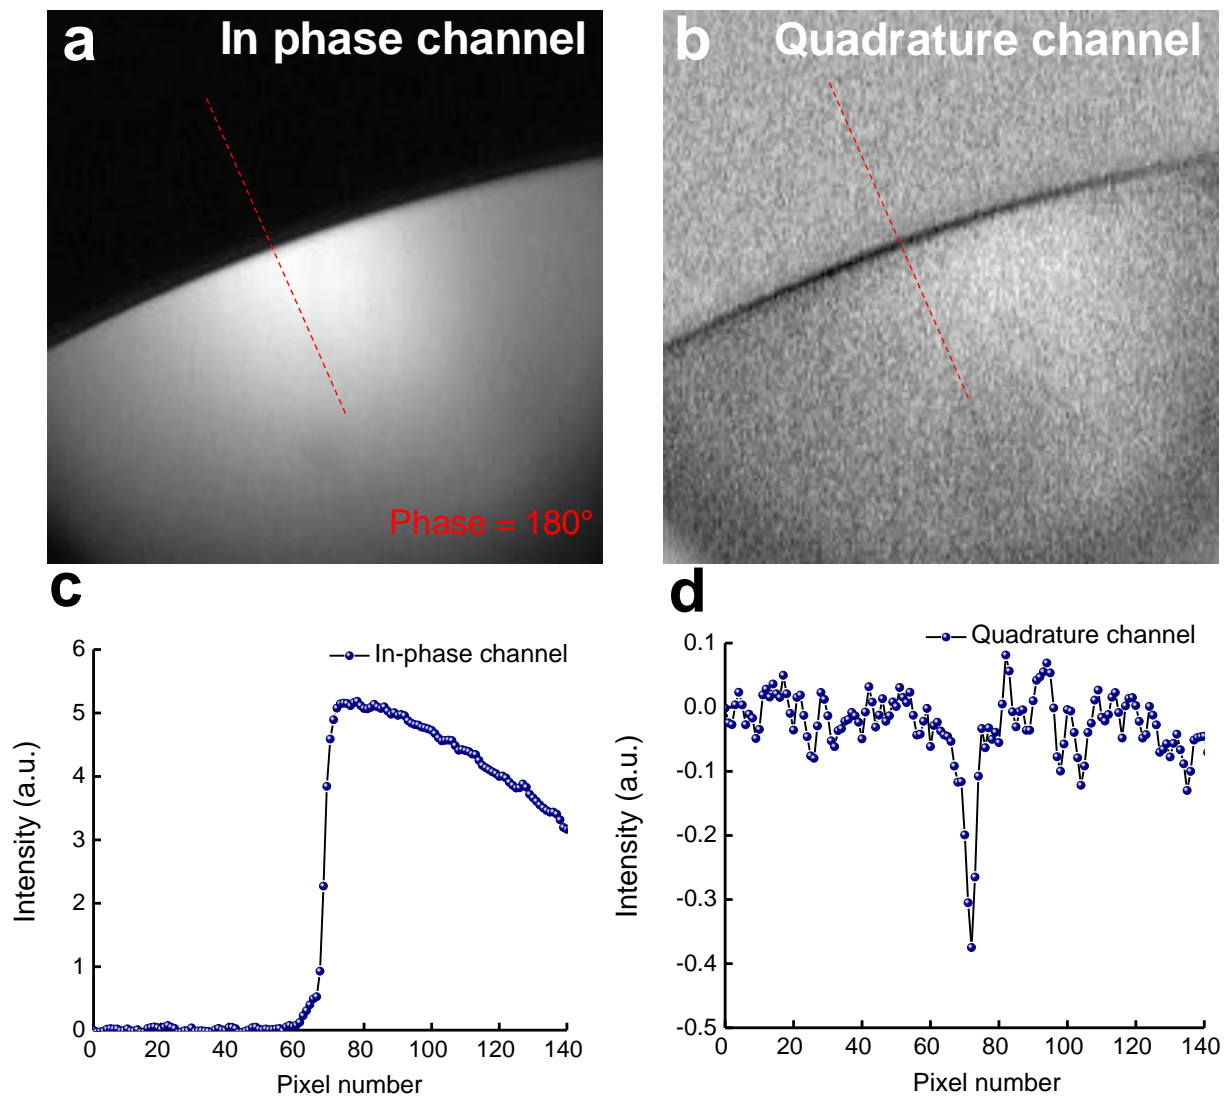 a In phase channel
b Quadrature channel
Phase = 180°
c
In-phase channel
6
5
4
3
2
1
0
Intensity (a.u.)
0 20 40 60 80 100 120 140
Pixel number
d
Quadrature channel
0.1
0.0
-0.1
-0.2
-0.3
-0.4
-0.5
Intensity (a.u.)
0 20 40 60 80 100 120 140
Pixel number